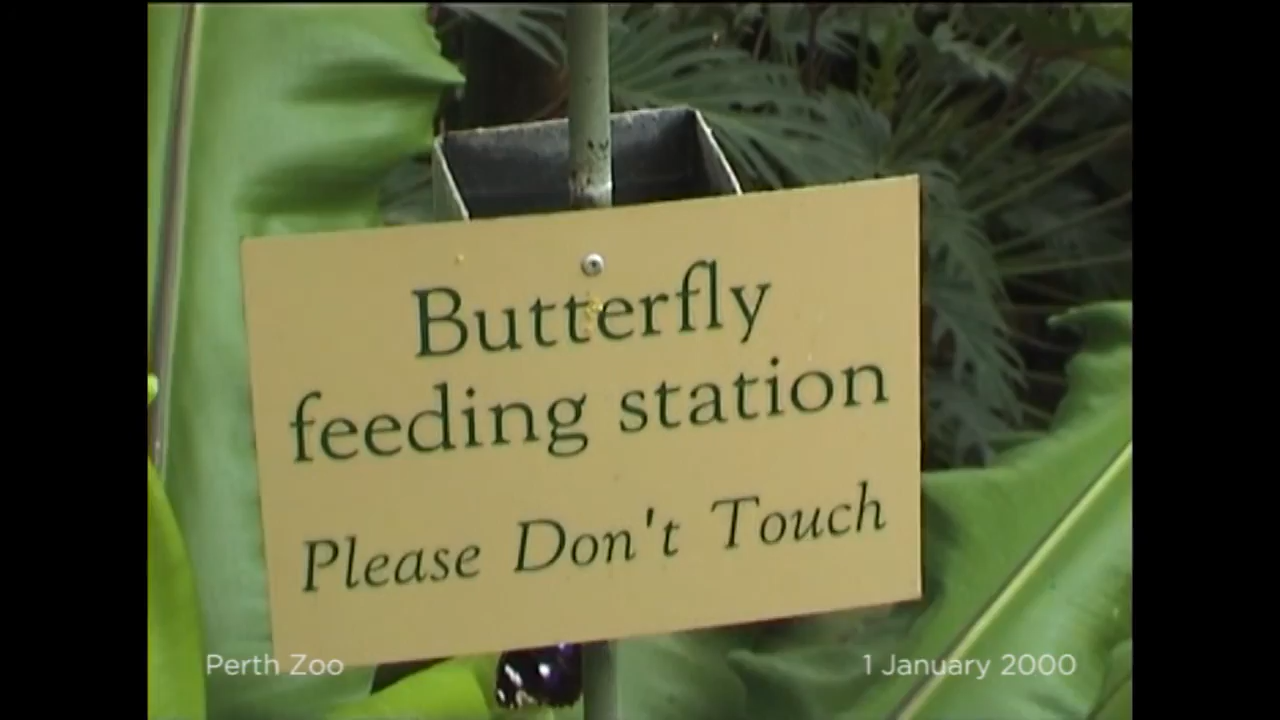 Butterfly
feeding station
Please Don't Touch
Perth Zoo
1 January 2000